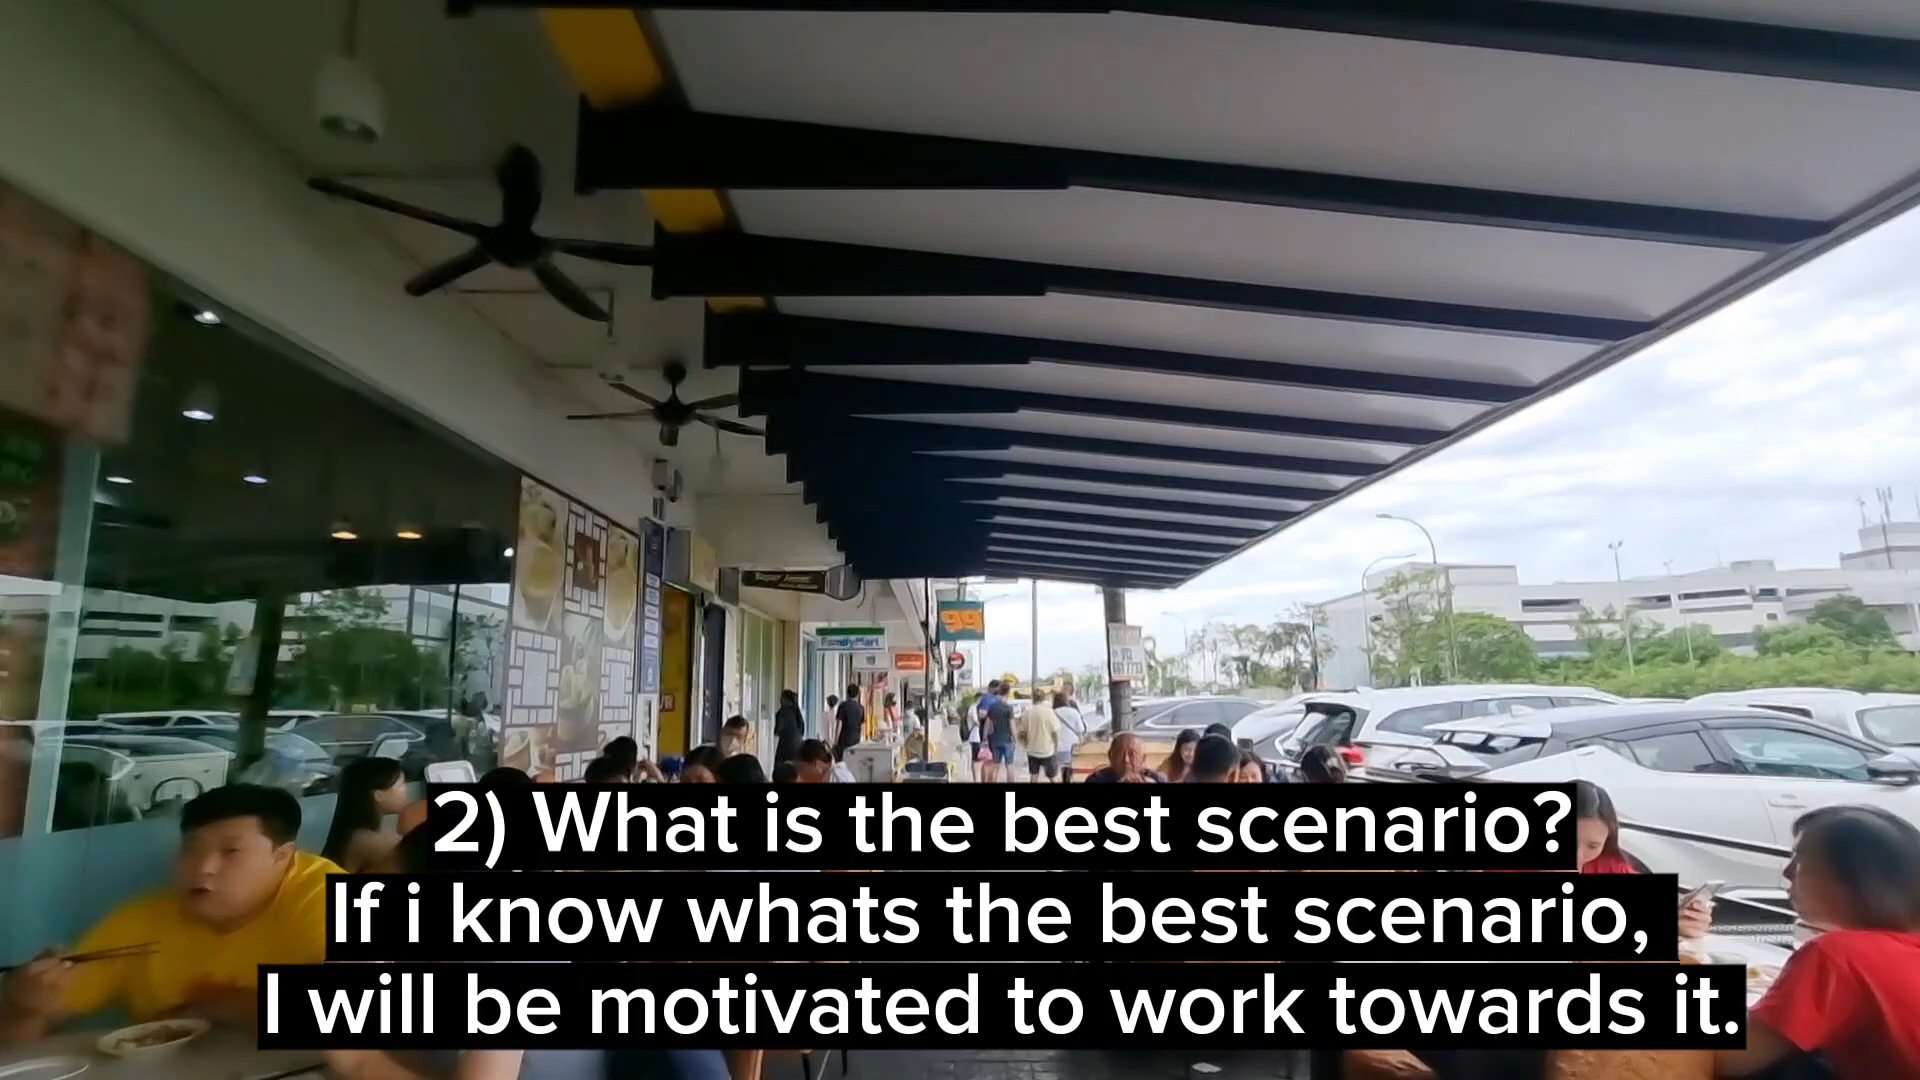 99
FamilyMart
2) What is the best scenario?
If i know whats the best scenario,
I will be motivated to work towards it.